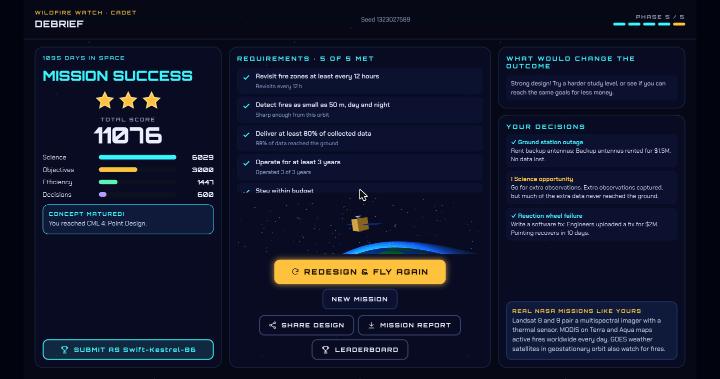 WILDFIRE WATCH · CADET
DEBRIEF
Seed 1323027589
PHASE 5 / 5
1095 DAYS IN SPACE
MISSION SUCCESS
TOTAL SCORE
11076
Science 6029
Objectives 3000
Efficiency 1447
Decisions 600
CONCEPT MATURED!
You reached CML 4: Point Design.
SUBMIT AS Swift-Kestrel-86
REQUIREMENTS · 5 OF 5 MET
Revisit fire zones at least every 12 hours
Revisits every 12 h
Detect fires as small as 50 m, day and night
Sharp enough from this orbit
Deliver at least 80% of collected data
88% of data reached the ground
Operate for at least 3 years
Operated 3 of 3 years
Stay within budget
REDESIGN & FLY AGAIN
NEW MISSION
SHARE DESIGN
MISSION REPORT
LEADERBOARD
WHAT WOULD CHANGE THE
OUTCOME
Strong design! Try a harder study level, or see if you can
reach the same goals for less money.
YOUR DECISIONS
✓ Ground station outage
Rent backup antennas: Backup antennas rented for $1.5M.
No data lost.
! Science opportunity
Go for extra observations. Extra observations captured,
but much of the extra data never reached the ground.
✓ Reaction wheel failure
Write a software fix: Engineers uploaded a fix for $2M.
Pointing recovers in 10 days.
REAL NASA MISSIONS LIKE YOURS
Landsat 8 and 9 pair a multispectral imager with a
thermal sensor. MODIS on Terra and Aqua maps
active fires worldwide every day. GOES weather
satellites in geostationary orbit also watch for fires.